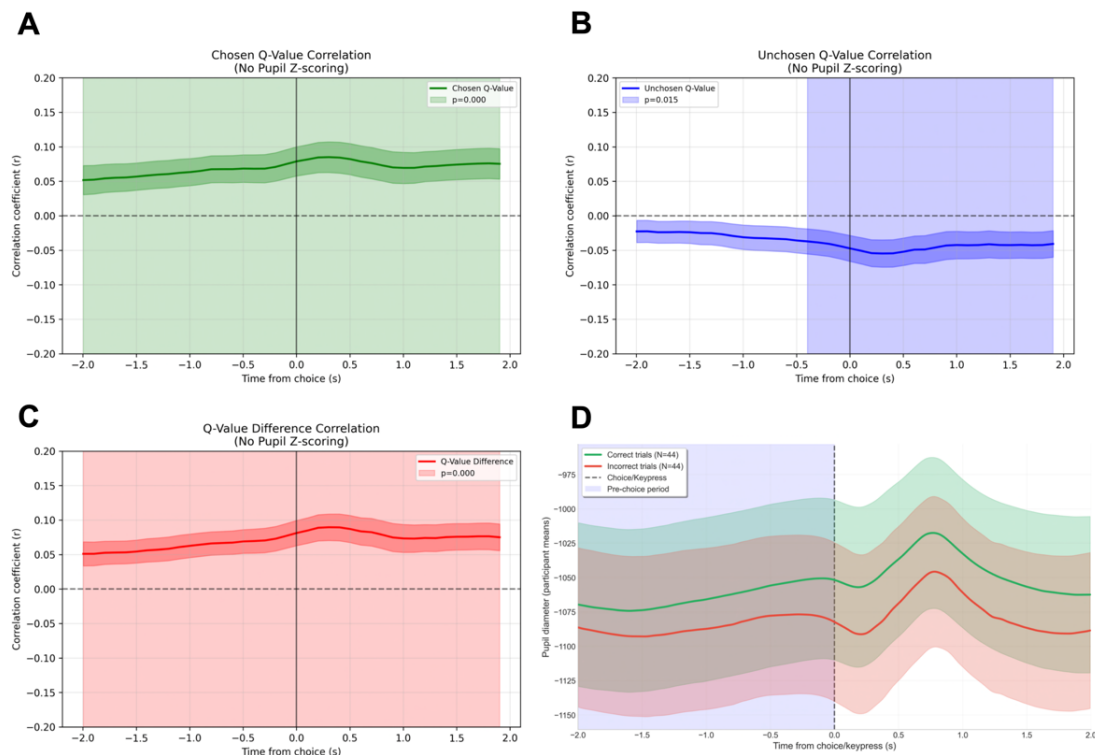 A
Chosen Q-Value Correlation
(No Pupil Z-scoring)
Chosen Q-Value
p=0.000
Correlation coefficient (r)
0.20
0.15
0.10
0.05
0.00
−0.05
−0.10
−0.15
−0.20
−2.0 −1.5 −1.0 −0.5 0.0 0.5 1.0 1.5 2.0
Time from choice (s)
B
Unchosen Q-Value Correlation
(No Pupil Z-scoring)
Unchosen Q-Value
p=0.015
Correlation coefficient (r)
0.20
0.15
0.10
0.05
0.00
−0.05
−0.10
−0.15
−0.20
−2.0 −1.5 −1.0 −0.5 0.0 0.5 1.0 1.5 2.0
Time from choice (s)
C
Q-Value Difference Correlation
(No Pupil Z-scoring)
Q-Value Difference
p=0.000
Correlation coefficient (r)
0.20
0.15
0.10
0.05
0.00
−0.05
−0.10
−0.15
−0.20
−2.0 −1.5 −1.0 −0.5 0.0 0.5 1.0 1.5 2.0
Time from choice (s)
D
Correct trials (N=44)
Incorrect trials (N=44)
Choice/Keypress
Pre-choice period
Pupil diameter (participant means)
−975
−1000
−1025
−1050
−1075
−1100
−1125
−1150
−2.0 −1.5 −1.0 −0.5 0.0 0.5 1.0 1.5 2.0
Time from choice/keypress (s)